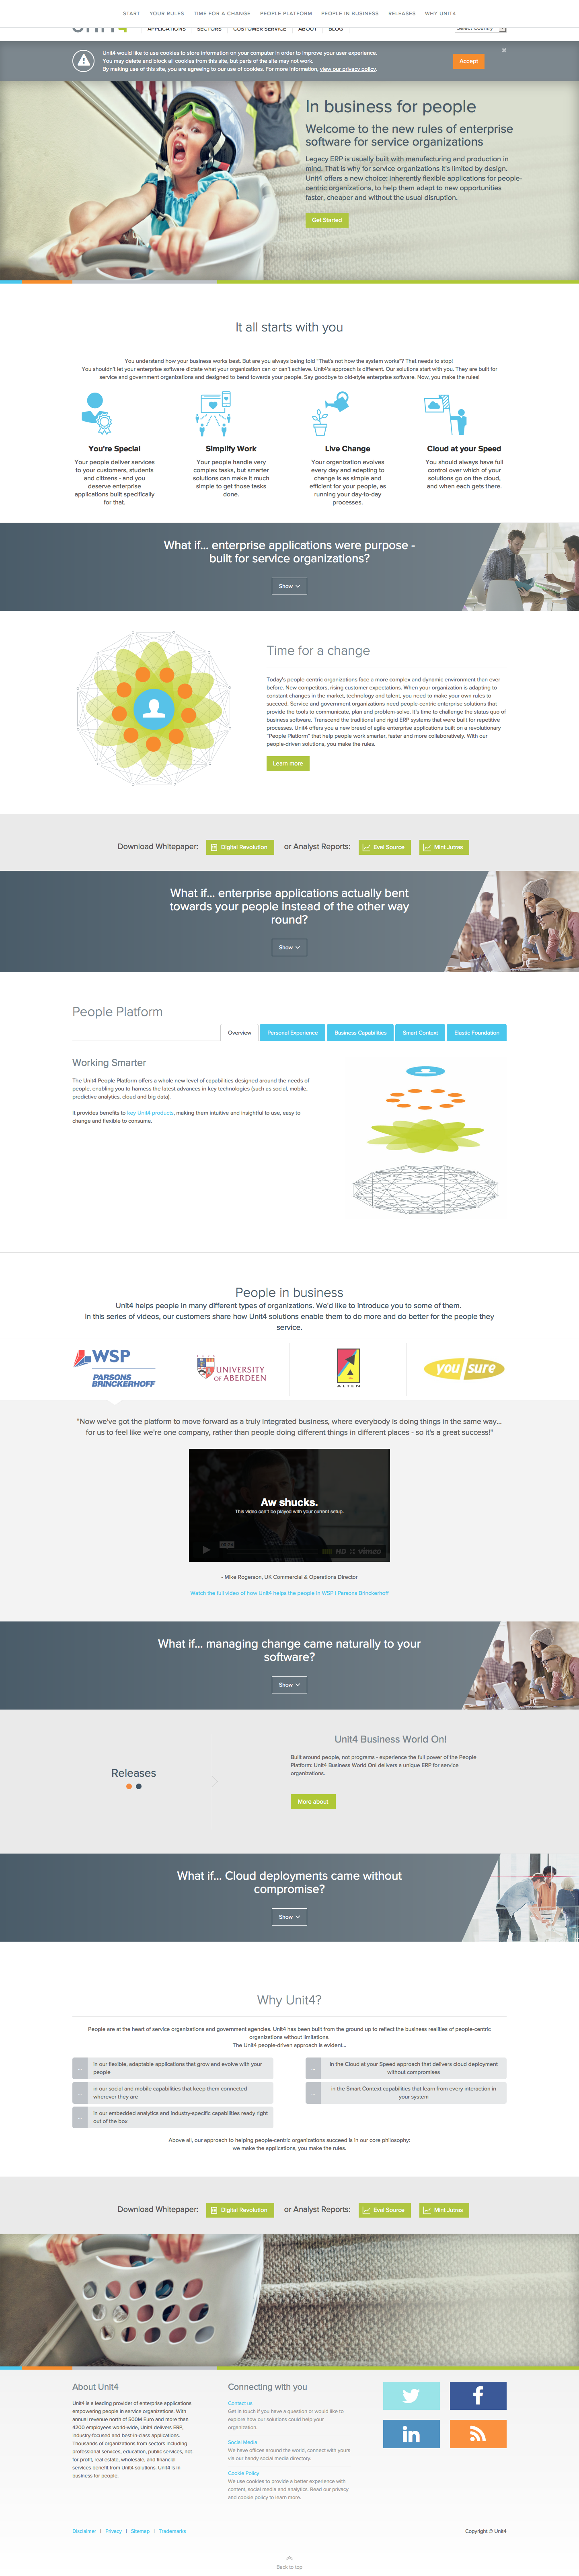 START YOUR RULES TIME FOR A CHANGE PEOPLE PLATFORM PEOPLE IN BUSINESS RELEASES WHY UNIT4
APPLICATIONS SECTORS CUSTOMER SERVICE ABOUT BLOG Select Country
Unit4 would like to use cookies to store information on your computer in order to improve your user experience.
You may delete and block all cookies from this site, but parts of the site may not work.
By making use of this site, you are agreeing to our use of cookies. For more information, view our privacy policy.
Accept
In business for people
Welcome to the new rules of enterprise
software for service organizations
Legacy ERP is usually built with manufacturing and production in
mind. That is why for service organizations it's limited by design.
Unit4 offers a new choice: inherently flexible applications for people-
centric organizations, to help them adapt to new opportunities
faster, cheaper and without the usual disruption.
Get Started
It all starts with you
You understand how your business works best. But are you always being told "That's not how the system works"? That needs to stop!
You shouldn't let your enterprise software dictate what your organization can or can't achieve. Unit4's approach is different. Our solutions start with you. They are built for
service and government organizations and designed to bend towards your people. Say goodbye to old-style enterprise software. Now, you make the rules!
You're Special
Your people deliver services
to your customers, students
and citizens - and you
deserve enterprise
applications built specifically
for that.
Simplify Work
Your people handle very
complex tasks, but smarter
solutions can make it much
simple to get those tasks
done.
Live Change
Your organization evolves
every day and adapting to
change is as simple and
efficient for your people, as
running your day-to-day
processes.
Cloud at your Speed
You should always have full
control over which of your
solutions go on the cloud,
and when each gets there.
What if... enterprise applications were purpose -
built for service organizations?
Show
Time for a change
Today's people-centric organizations face a more complex and dynamic environment than ever
before. New competitors, rising customer expectations. When your organization is adapting to
constant changes in the market, technology and talent, you need to make your own rules to
succeed. Service and government organizations need people-centric enterprise solutions that
provide the tools to communicate, plan and solve problems. It's time to challenge the status quo of
business software. Transcend the traditional and rigid ERP systems that were built for repetitive
processes. Unit4 offers you a new breed of agile enterprise applications built on a revolutionary
"People Platform" that help people work smarter, faster and more collaboratively. With our
people-driven solutions, you make the rules.
Learn more
Download Whitepaper: Digital Revolution or Analyst Reports: Eval Source Mint Jutras
What if... enterprise applications actually bent
towards your people instead of the other way
round?
Show
People Platform
Overview Personal Experience Business Capabilities Smart Context Elastic Foundation
Working Smarter
The Unit4 People Platform offers a whole new level of capabilities designed around the needs of
people, enabling you to harness the latest advances in key technologies (such as social, mobile,
predictive analytics, cloud and big data).
It provides benefits to key Unit4 products, making them intuitive and insightful to use, easy to
change and flexible to consume.
People in business
Unit4 helps people in many different types of organizations. We'd like to introduce you to some of them.
In this series of videos, our customers share how Unit4 solutions enable them to do more and do better for the people they
service.
WSP
PARSONS
BRINCKERHOFF
UNIVERSITY
OF ABERDEEN
ALTEN
you sure
"Now we've got the platform to move forward as a truly integrated business, where everybody is doing things in the same way...
for us to feel like we're one company, rather than people doing different things in different places - so it's a great success!"
Aw shucks.
This video can't be played with your current setup.
HD vimeo
- Mike Rogerson, UK Commercial & Operations Director
Watch the full video of how Unit4 helps the people in WSP | Parsons Brinckerhoff
What if... managing change came naturally to your
software?
Show
Releases
Unit4 Business World On!
Built around people, not programs - experience the full power of the People
Platform: Unit4 Business World On! delivers a unique ERP for service
organizations.
More about
What if... Cloud deployments came without
compromise?
Show
Why Unit4?
People are at the heart of service organizations and government agencies. Unit4 has been built from the ground up to reflect the business realities of people-centric
organizations without limitations.
The Unit4 people approach is evident...
... in our flexible, adaptable applications that grow and evolve with your
people
... in our social and mobile capabilities that keep them connected
wherever they are
... in our embedded analytics and industry-specific capabilities ready right
out of the box
... in the Cloud at your Speed approach that delivers cloud deployment
without compromises
... in the Smart Context capabilities that learn from every interaction in
your system
Above all, our approach to helping people-centric organizations succeed is in our core philosophy:
we make the applications, you make the rules.
Download Whitepaper: Digital Revolution or Analyst Reports: Eval Source Mint Jutras
About Unit4
Unit4 is a leading provider of enterprise applications
empowering people in service organizations. With
annual revenue north of 500M Euro and more than
4200 employees world-wide, Unit4 delivers ERP,
industry-focused and best-in-class applications.
Thousands of organizations from sectors including
professional services, education, public services, not-
for-profit, real estate, wholesale, and financial
services benefit from Unit4 solutions. Unit4 is in
business for people.
Connecting with you
Contact us
Get in touch if you have a question or would like to
explore how our solutions could help your
organization.
Social Media
We have offices around the world, connect with yours
via our handy social media directory.
Cookie Policy
We use cookies to provide a better experience with
content, social media and analytics. Read our privacy
and cookie policy to learn more.
Disclaimer | Privacy | Sitemap | Trademarks
Copyright © Unit4
Back to top